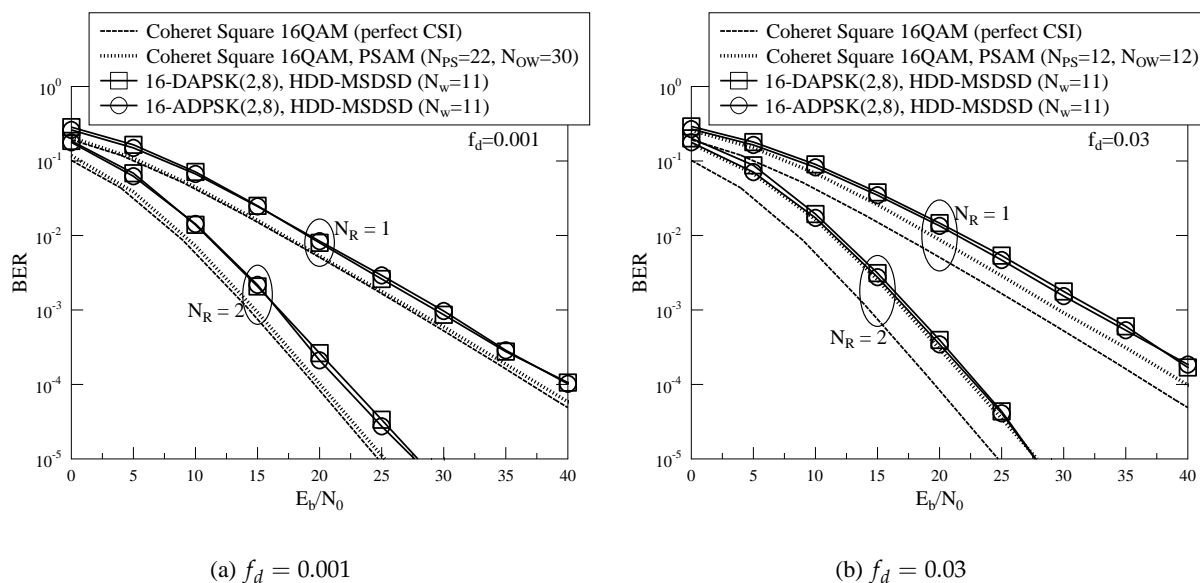 Coheret Square 16QAM (perfect CSI)
Coheret Square 16QAM, PSAM (N_PS=22, N_OW=30)
16-DAPSK(2,8), HDD-MSDSD (N_w=11)
16-ADPSK(2,8), HDD-MSDSD (N_w=11)
f_d=0.001
10^0
10^-1
10^-2
10^-3
10^-4
10^-5
BER
N_R = 1
N_R = 2
0 5 10 15 20 25 30 35 40
E_b/N_0
(a) f_d = 0.001
Coheret Square 16QAM (perfect CSI)
Coheret Square 16QAM, PSAM (N_PS=12, N_OW=12)
16-DAPSK(2,8), HDD-MSDSD (N_w=11)
16-ADPSK(2,8), HDD-MSDSD (N_w=11)
f_d=0.03
10^0
10^-1
10^-2
10^-3
10^-4
10^-5
BER
N_R = 1
N_R = 2
0 5 10 15 20 25 30 35 40
E_b/N_0
(b) f_d = 0.03